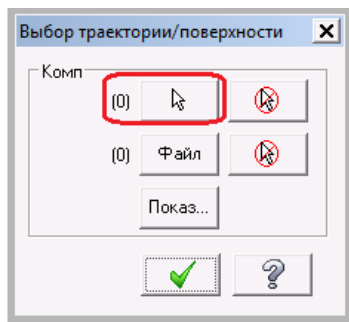 Выбор траектории/поверхности
Комп
(0)
(0) Файл
Показ...